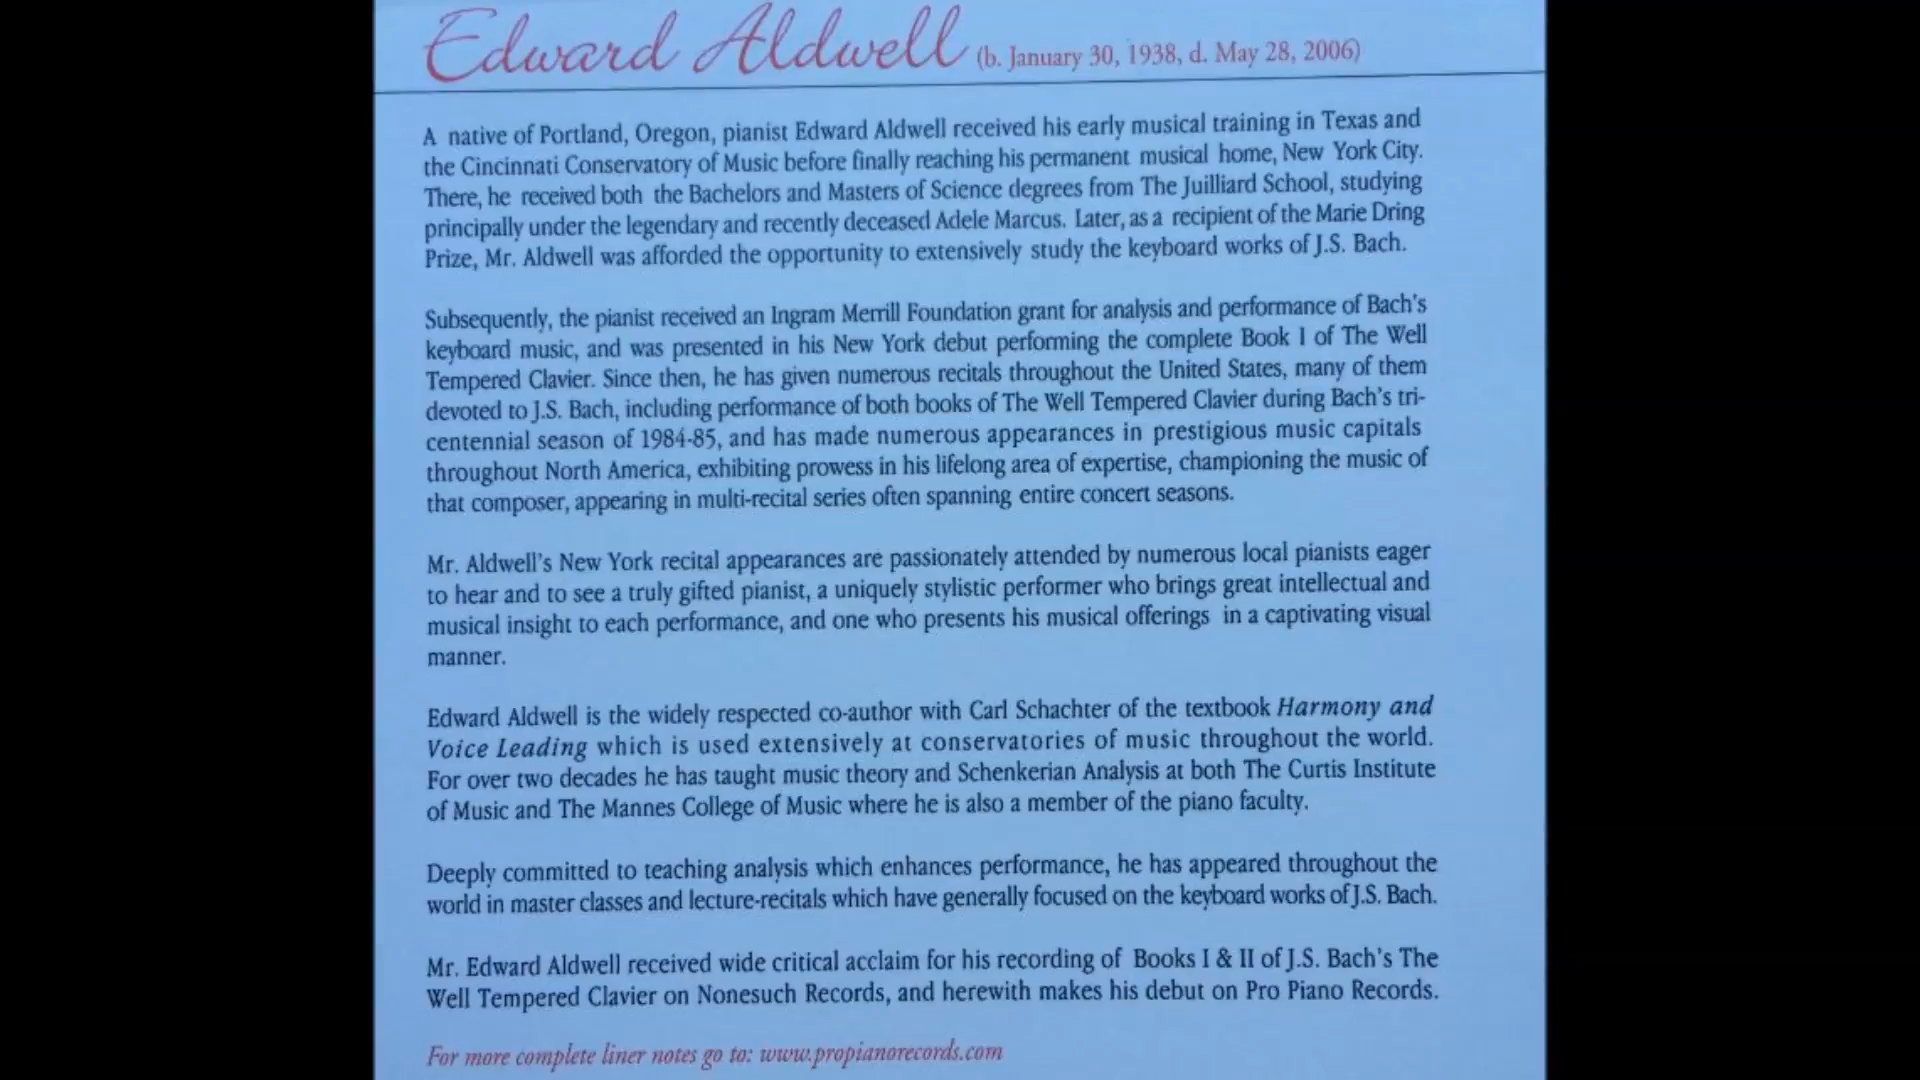 Edward Aldwell (b. January 30, 1938, d. May 28, 2006)
A native of Portland, Oregon, pianist Edward Aldwell received his early musical training in Texas and
the Cincinnati Conservatory of Music before finally reaching his permanent musical home, New York City.
There, he received both the Bachelors and Masters of Science degrees from The Juilliard School, studying
principally under the legendary and recently deceased Adele Marcus. Later, as a recipient of the Marie Dring
Prize, Mr. Aldwell was afforded the opportunity to extensively study the keyboard works of J.S. Bach.
Subsequently, the pianist received an Ingram Merrill Foundation grant for analysis and performance of Bach's
keyboard music, and was presented in his New York debut performing the complete Book I of The Well
Tempered Clavier. Since then, he has given numerous recitals throughout the United States, many of them
devoted to J.S. Bach, including performance of both books of The Well Tempered Clavier during Bach's tri-
centennial season of 1984-85, and has made numerous appearances in prestigious music capitals
throughout North America, exhibiting prowess in his lifelong area of expertise, championing the music of
that composer, appearing in multi-recital series often spanning entire concert seasons.
Mr. Aldwell's New York recital appearances are passionately attended by numerous local pianists eager
to hear and to see a truly gifted pianist, a uniquely stylistic performer who brings great intellectual and
musical insight to each performance, and one who presents his musical offerings in a captivating visual
manner.
Edward Aldwell is the widely respected co-author with Carl Schachter of the textbook Harmony and
Voice Leading which is used extensively at conservatories of music throughout the world.
For over two decades he has taught music theory and Schenkerian Analysis at both The Curtis Institute
of Music and The Mannes College of Music where he is also a member of the piano faculty.
Deeply committed to teaching analysis which enhances performance, he has appeared throughout the
world in master classes and lecture-recitals which have generally focused on the keyboard works of J.S. Bach.
Mr. Edward Aldwell received wide critical acclaim for his recording of Books I & II of J.S. Bach's The
Well Tempered Clavier on Nonesuch Records, and herewith makes his debut on Pro Piano Records.
For more complete liner notes go to: www.propianorecords.com